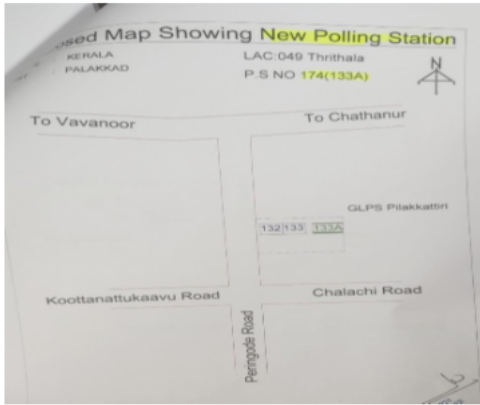 osed Map Showing New Polling Station
KERALA
LAC:049 Thrithala
PALAKKAD
P.S NO 174(133A)
N
To Vavanoor
To Chathanur
GLPS Pilakkattiri
132 133 133A
Koottanattukaavu Road
Chalachi Road
Peringode Road